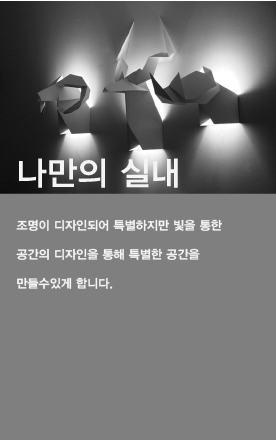 나만의 실내
조명이 디자인되어 특별하지만 빛을 통한
공간의 디자인을 통해 특별한 공간을
만들수있게 합니다.